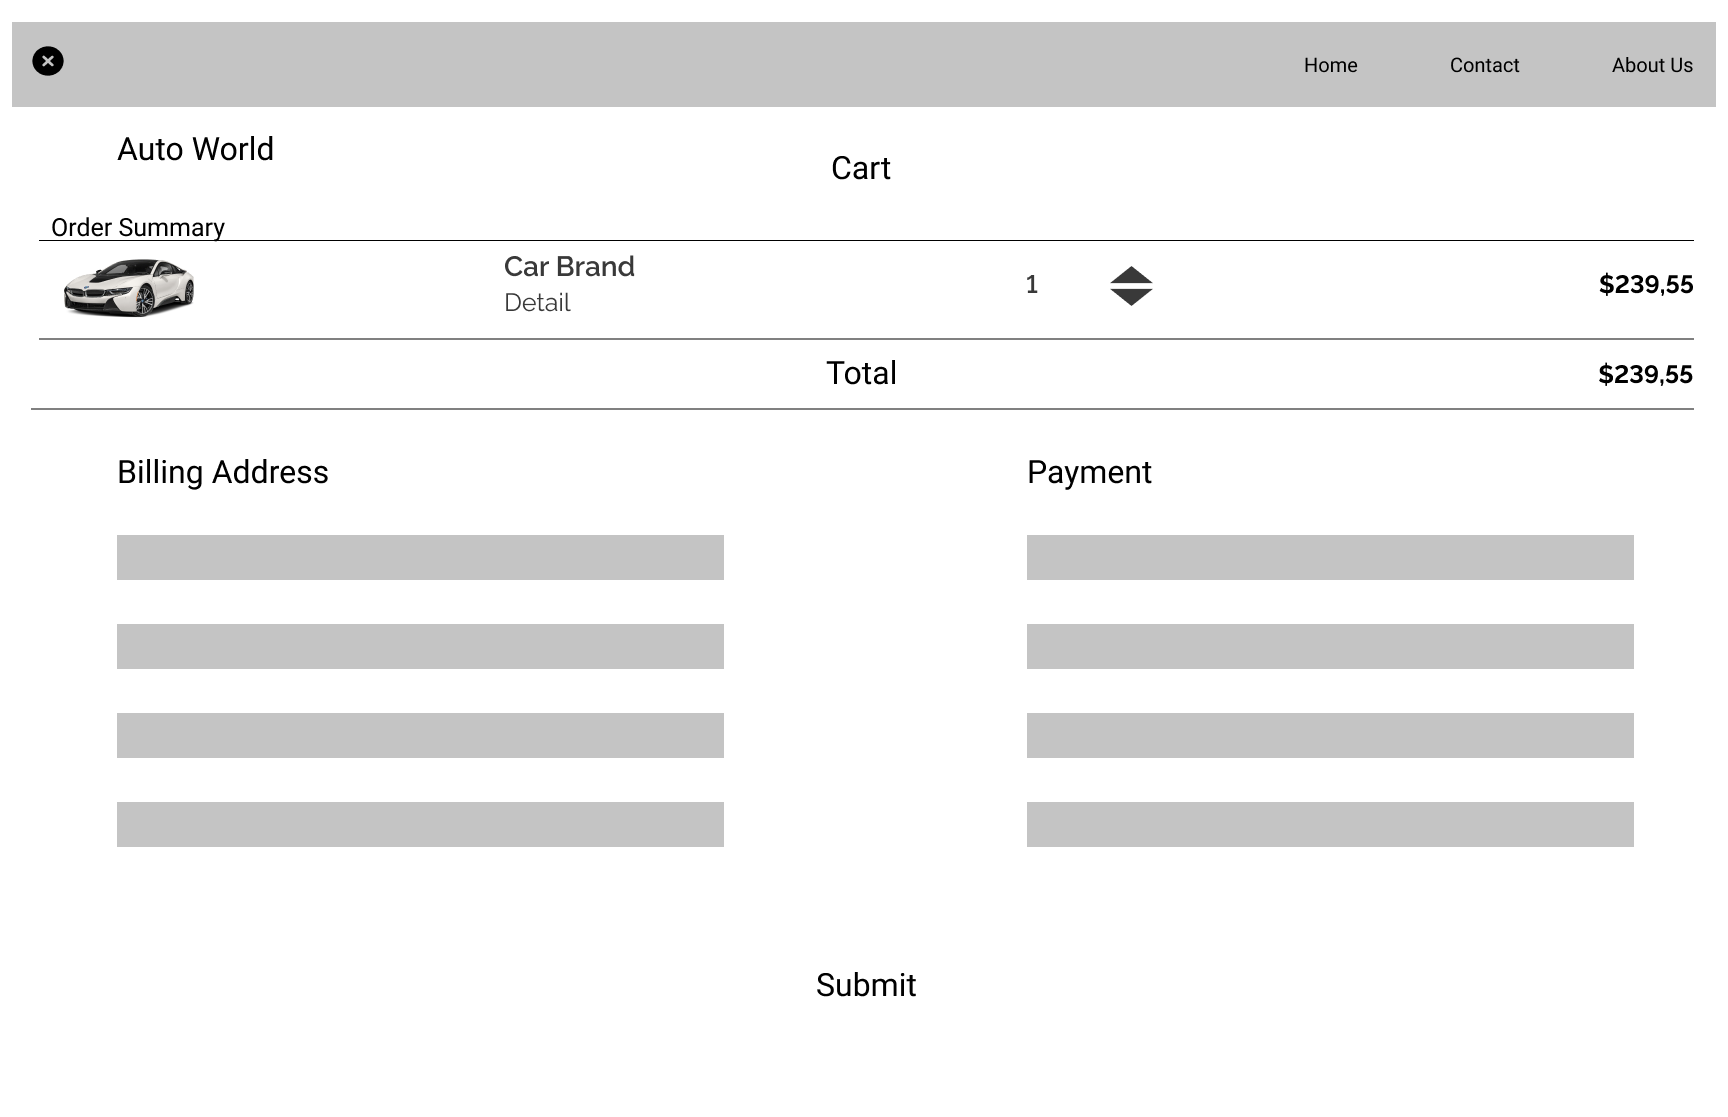 Home
Contact
About Us
Auto World
Cart
Order Summary
Car Brand
Detail
1
$239,55
Total
$239,55
Billing Address
Payment
Submit